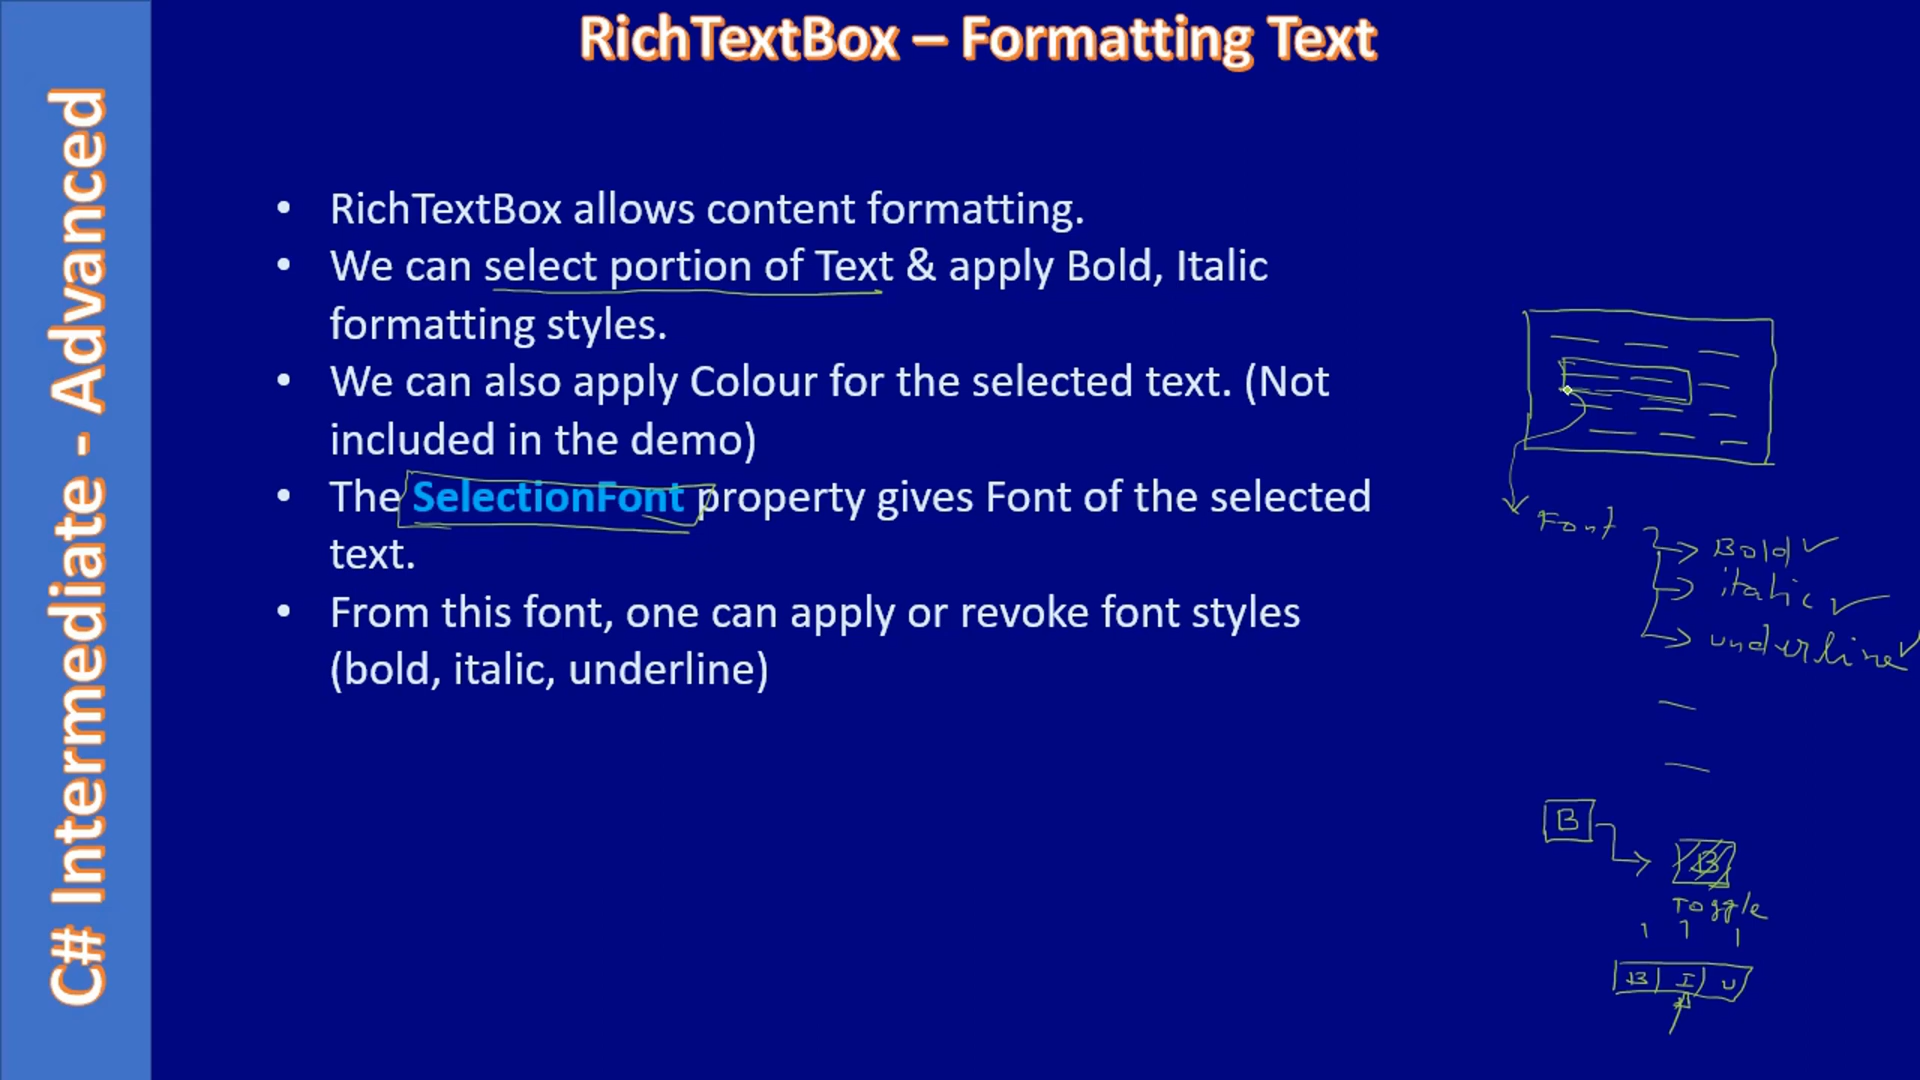 RichTextBox – Formatting Text
C# Intermediate - Advanced
• RichTextBox allows content formatting.
• We can select portion of Text & apply Bold, Italic
formatting styles.
• We can also apply Colour for the selected text. (Not
included in the demo)
• The SelectionFont property gives Font of the selected
text.
• From this font, one can apply or revoke font styles
(bold, italic, underline)
Font
Bold
italic
underline
B
B
Toggle
1 1 1
B I U